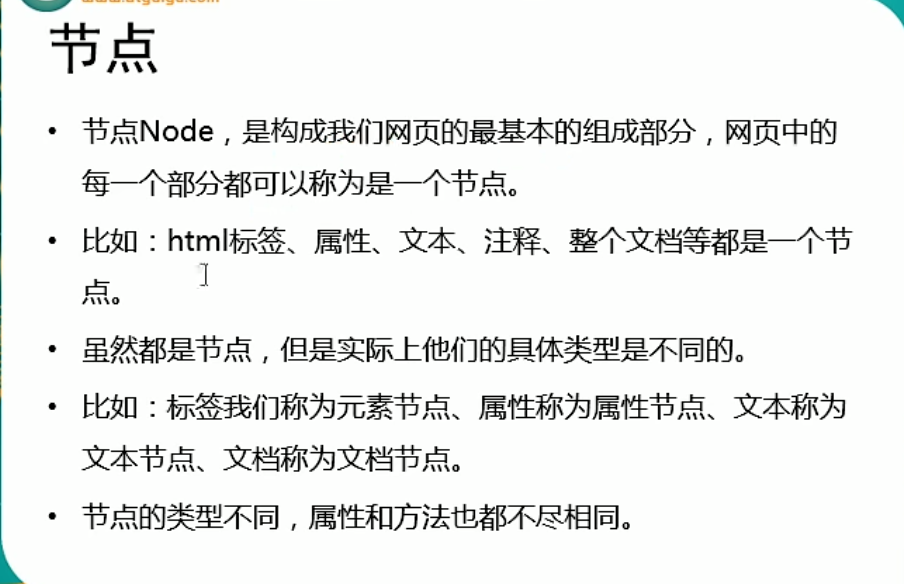 节点
• 节点Node，是构成我们网页的最基本的组成部分，网页中的
每一个部分都可以称为是一个节点。
• 比如：html标签、属性、文本、注释、整个文档等都是一个节
点。
• 虽然都是节点，但是实际上他们的具体类型是不同的。
• 比如：标签我们称为元素节点、属性称为属性节点、文本称为
文本节点、文档称为文档节点。
• 节点的类型不同，属性和方法也都不尽相同。